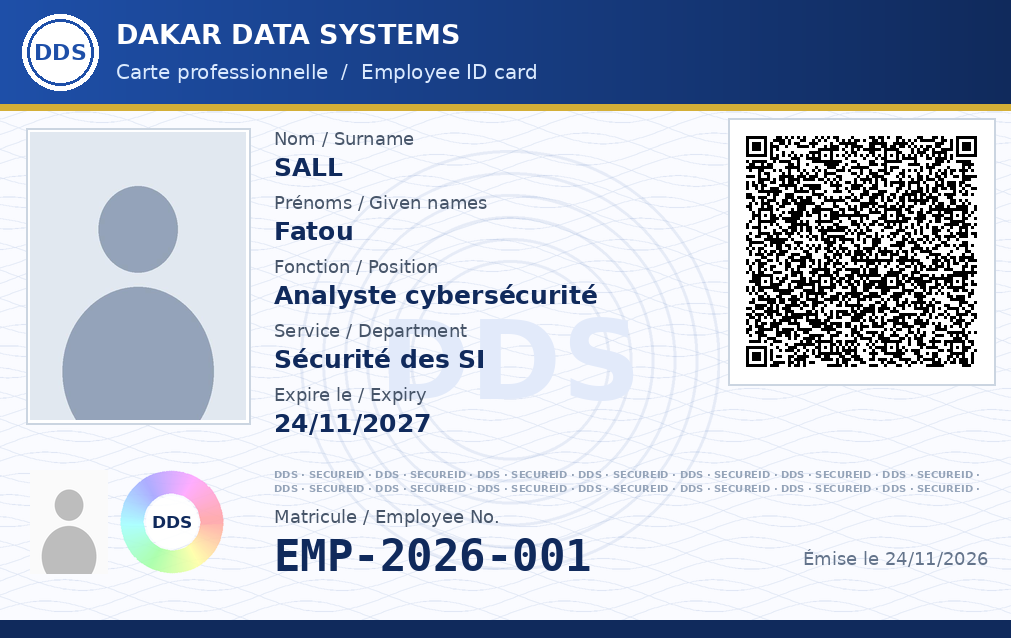 DDS
DAKAR DATA SYSTEMS
Carte professionnelle / Employee ID card
Nom / Surname
SALL
Prénoms / Given names
Fatou
Fonction / Position
Analyste cybersécurité
Service / Department
Sécurité des SI
Expire le / Expiry
24/11/2027
DDS
DDS · SECUREID · DDS · SECUREID · DDS · SECUREID · DDS · SECUREID · DDS · SECUREID · DDS · SECUREID · DDS · SECUREID ·
DDS · SECUREID · DDS · SECUREID · DDS · SECUREID · DDS · SECUREID · DDS · SECUREID · DDS · SECUREID · DDS · SECUREID ·
DDS
Matricule / Employee No.
EMP-2026-001
Émise le 24/11/2026